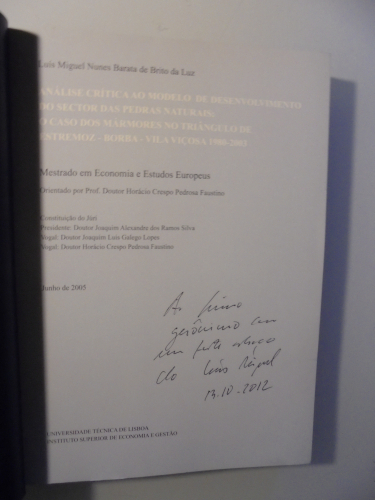 Luís Miguel Nunes Barata de Brito da Luz
ANÁLISE CRÍTICA AO MODELO DE DESENVOLVIMENTO
DO SECTOR DAS PEDRAS NATURAIS:
O CASO DOS MÁRMORES NO TRIÂNGULO DE
ESTREMOZ - BORBA - VILA VIÇOSA 1980-2003
Mestrado em Economia e Estudos Europeus
Orientado por Prof. Doutor Horácio Crespo Pedrosa Faustino
Constituição do Júri
Presidente: Doutor Joaquim Alexandre dos Ramos Silva
Vogal: Doutor Joaquim Luís Galego Lopes
Vogal: Doutor Horácio Crespo Pedrosa Faustino
Junho de 2005
Ao primo
gerónimo com
um forte abraço
do Luís Miguel
13.10.2012
UNIVERSIDADE TÉCNICA DE LISBOA
INSTITUTO SUPERIOR DE ECONOMIA E GESTÃO